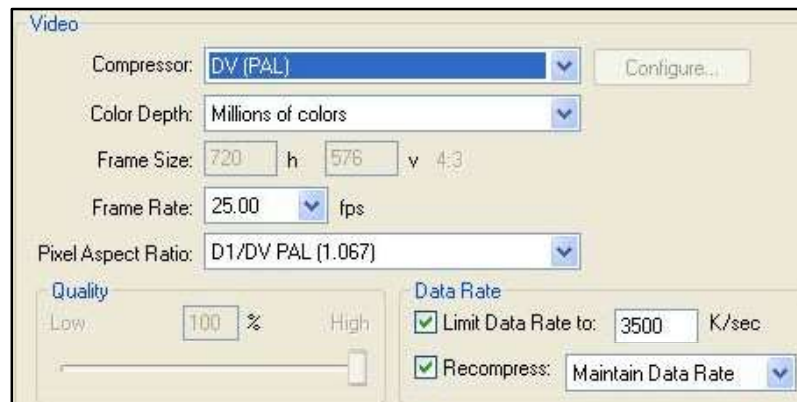 Video
Compressor: DV (PAL) Configure...
Color Depth: Millions of colors
Frame Size: 720 h 576 v 4:3
Frame Rate: 25.00 fps
Pixel Aspect Ratio: D1/DV PAL (1.067)
Quality
Low 100 % High
Data Rate
Limit Data Rate to: 3500 K/sec
Recompress: Maintain Data Rate